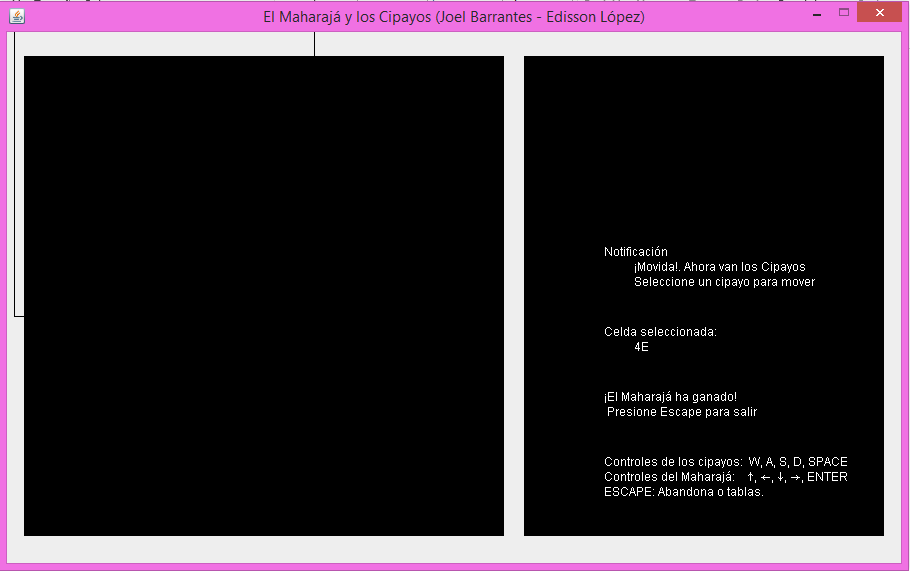 El Maharajá y los Cipayos (Joel Barrantes - Edisson López)
Notificación
¡Movida!. Ahora van los Cipayos
Seleccione un cipayo para mover
Celda seleccionada:
4E
¡El Maharajá ha ganado!
Presione Escape para salir
Controles de los cipayos: W, A, S, D, SPACE
Controles del Maharajá: ↑, ←, ↓, →, ENTER
ESCAPE: Abandona o tablas.